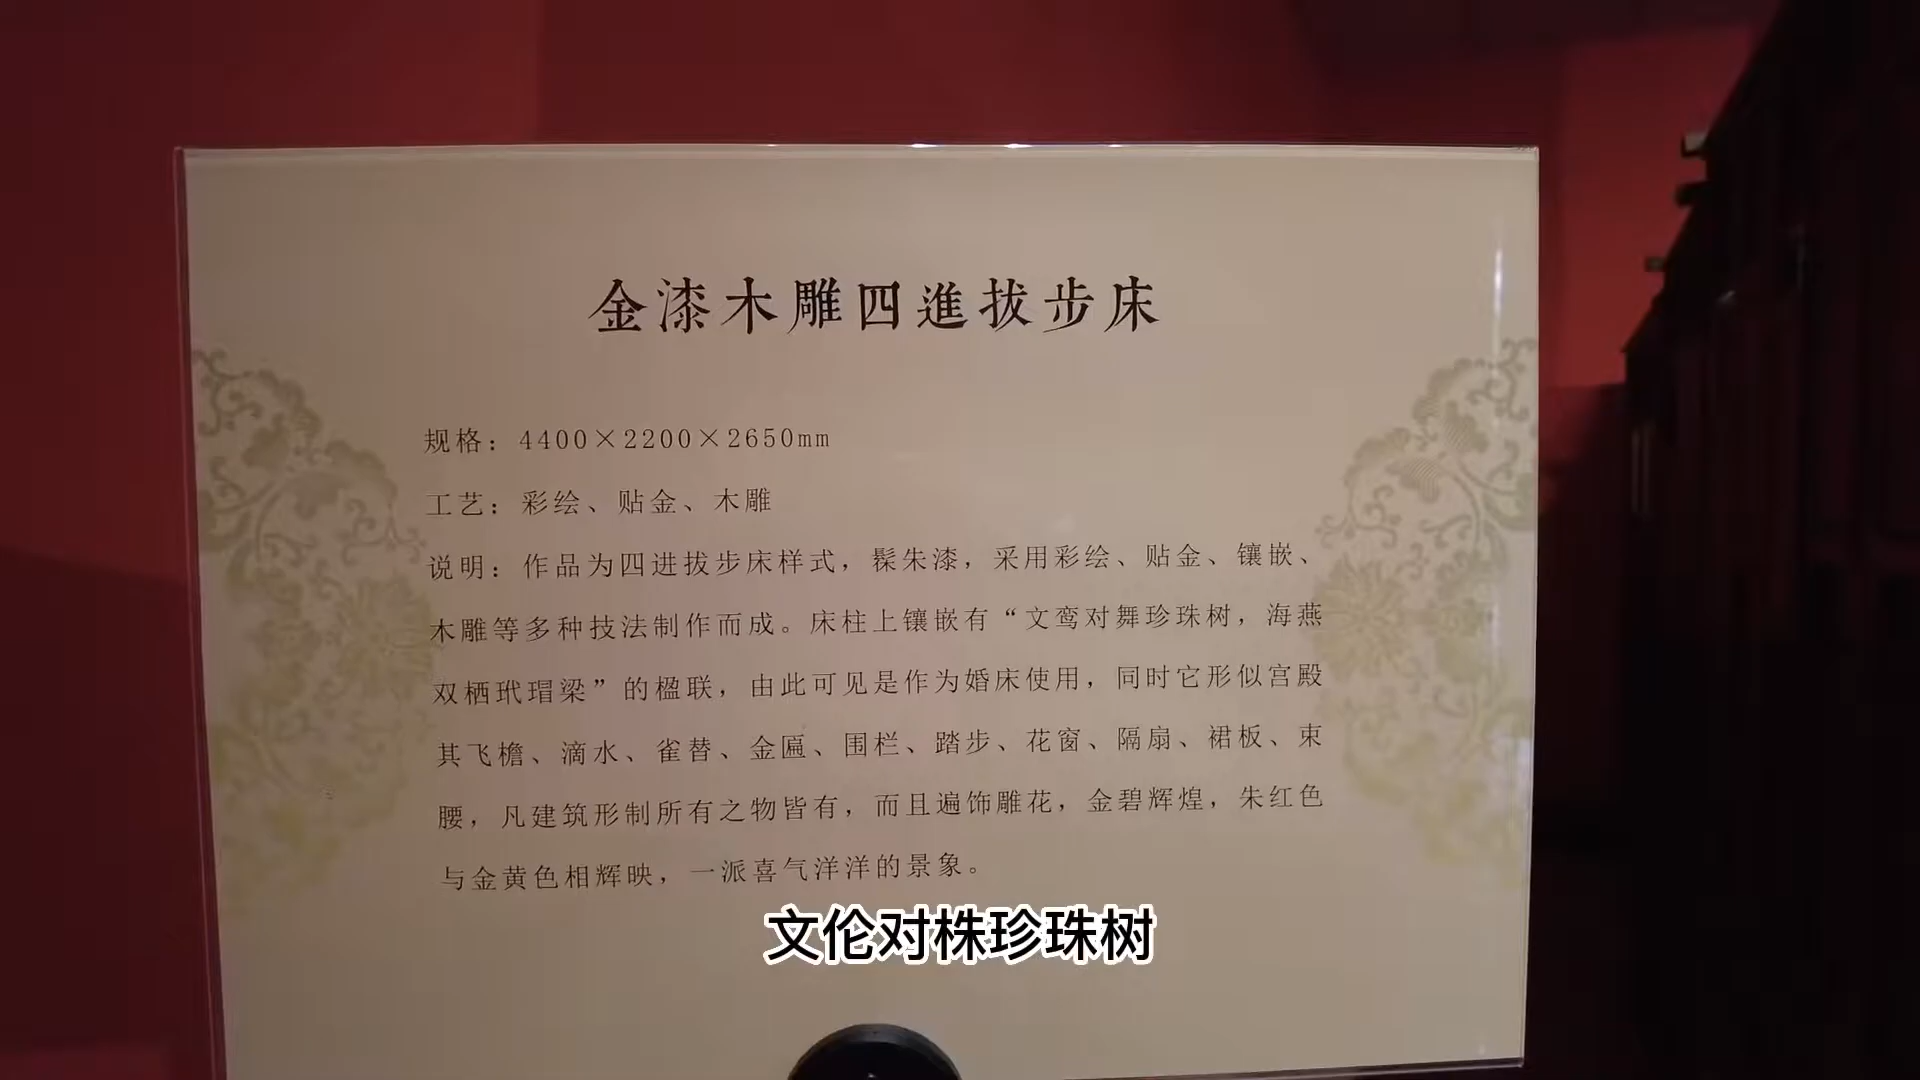 金漆木雕四進拔步床
规格：4400×2200×2650mm
工艺：彩绘、贴金、木雕
说明：作品为四进拔步床样式，髹朱漆，采用彩绘、贴金、镶嵌、
木雕等多种技法制作而成。床柱上镶嵌有“文鸾对舞珍珠树，海燕
双栖玳瑁梁”的楹联，由此可见是作为婚床使用，同时它形似宫殿
其飞檐、滴水、雀替、金匾、围栏、踏步、花窗、隔扇、裙板、束
腰，凡建筑形制所有之物皆有，而且遍饰雕花，金碧辉煌，朱红色
与金黄色相辉映，一派喜气洋洋的景象。
文伦对株珍珠树